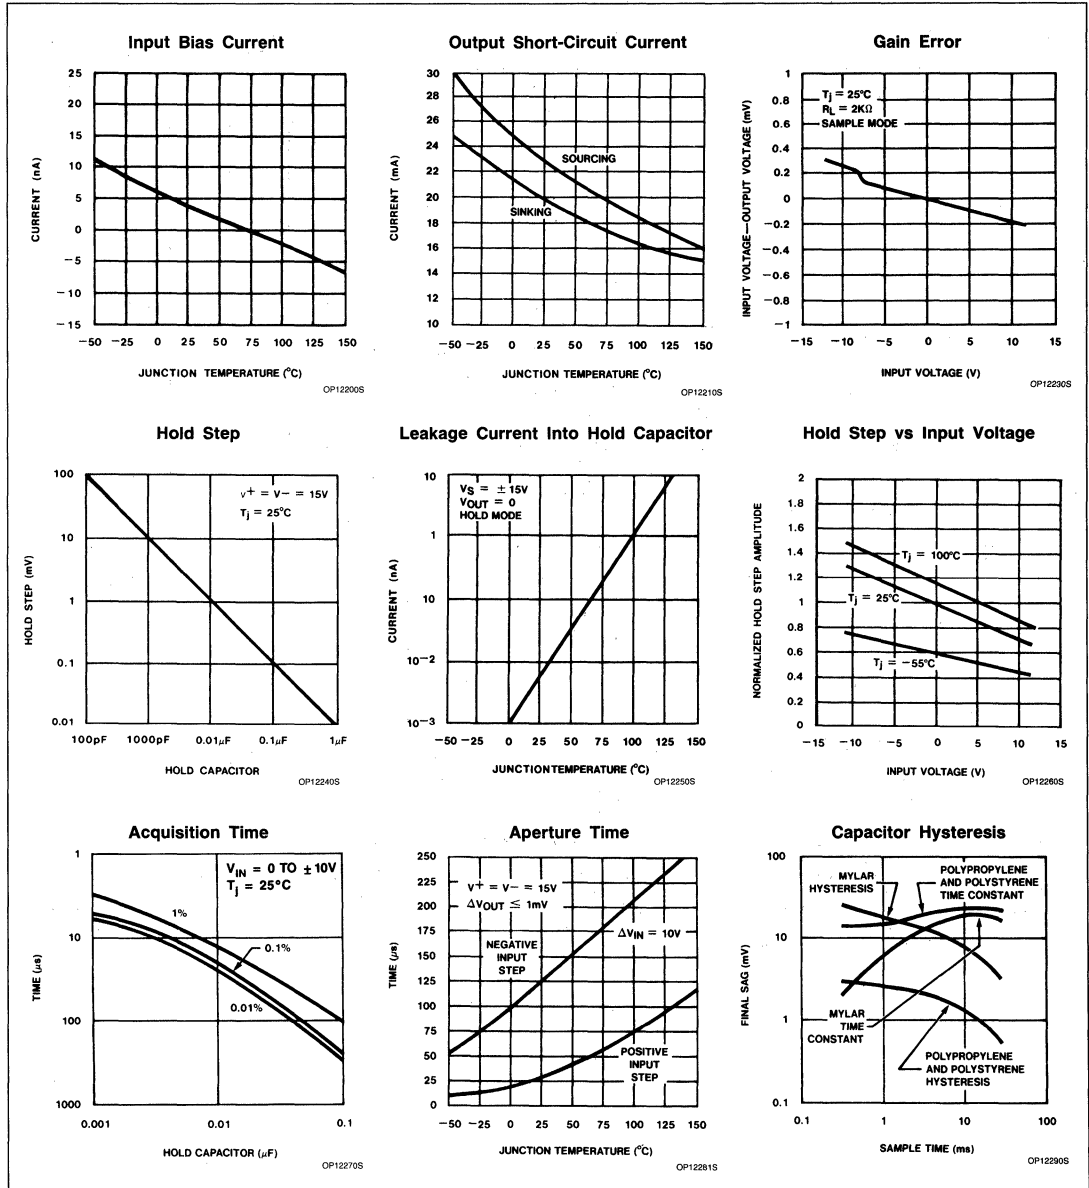 Input Bias Current
CURRENT (nA)
25
20
15
10
5
0
−5
−10
−15
−50 −25 0 25 50 75 100 125 150
JUNCTION TEMPERATURE (°C)
OP12200S
Output Short-Circuit Current
CURRENT (mA)
30
28
26
24
22
20
18
16
14
12
10
SOURCING
SINKING
−50 −25 0 25 50 75 100 125 150
JUNCTION TEMPERATURE (°C)
OP12210S
Gain Error
INPUT VOLTAGE—OUTPUT VOLTAGE (mV)
1
0.8
0.6
0.4
0.2
0
−0.2
−0.4
−0.6
−0.8
−1
Tj = 25°C
RL = 2KΩ
SAMPLE MODE
−15 −10 −5 0 5 10 15
INPUT VOLTAGE (V)
OP12230S
Hold Step
HOLD STEP (mV)
100
10
1
0.1
0.01
V+ = V− = 15V
Tj = 25°C
100pF 1000pF 0.01μF 0.1μF 1μF
HOLD CAPACITOR
OP12240S
Leakage Current Into Hold Capacitor
CURRENT (nA)
10
1
10
10−2
10−3
VS = ±15V
VOUT = 0
HOLD MODE
−50 −25 0 25 50 75 100 125 150
JUNCTION TEMPERATURE (°C)
OP12250S
Hold Step vs Input Voltage
NORMALIZED HOLD STEP AMPLITUDE
2
1.8
1.6
1.4
1.2
1
0.8
0.6
0.4
0.2
0
Tj = 100°C
Tj = 25°C
Tj = −55°C
−15 −10 −5 0 5 10 15
INPUT VOLTAGE (V)
OP12260S
Acquisition Time
TIME (μs)
1
10
100
1000
VIN = 0 TO ±10V
Tj = 25°C
1%
0.1%
0.01%
0.001 0.01 0.1
HOLD CAPACITOR (μF)
OP12270S
Aperture Time
TIME (μs)
250
225
200
175
150
125
100
75
50
25
0
V+ = V− = 15V
ΔVOUT ≤ 1mV
ΔVIN = 10V
NEGATIVE
INPUT
STEP
POSITIVE
INPUT
STEP
−50 −25 0 25 50 75 100 125 150
JUNCTION TEMPERATURE (°C)
OP12281S
Capacitor Hysteresis
FINAL SAG (mV)
100
10
1
0.1
MYLAR
HYSTERESIS
POLYPROPYLENE
AND POLYSTYRENE
TIME CONSTANT
MYLAR
TIME
CONSTANT
POLYPROPYLENE
AND POLYSTYRENE
HYSTERESIS
0.1 1 10 100
SAMPLE TIME (ms)
OP12290S